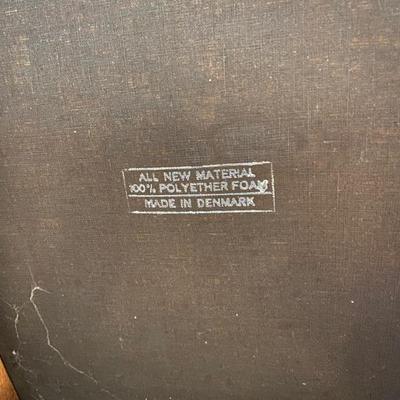 ALL NEW MATERIAL
100% POLYETHER FOAM
MADE IN DENMARK